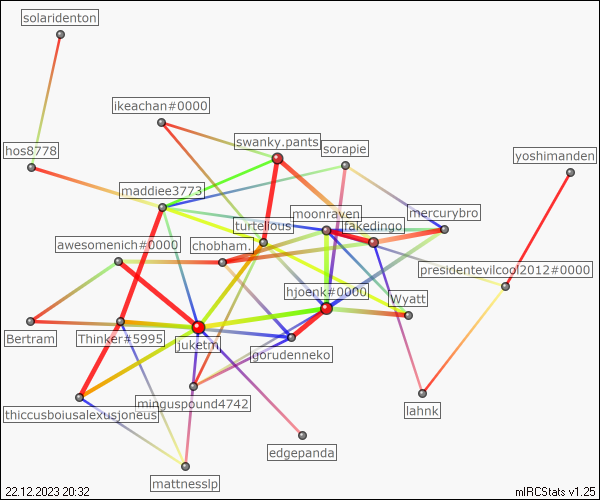 solaridenton
ikeachan#0000
swanky.pants
hos8778
sorapie
yoshimanden
maddiee3773
moonraven
mercurybro
turtelious
fakedingo.
awesomenich#0000
chobham.
presidentevilcool2012#0000
hjoenk#0000
Wyatt
Bertram
Thinker#5995
juketm
gorudenneko
minguspound4742
thiccusboiusalexusjoneus
lahnk
edgepanda
mattnesslp
22.12.2023 20:32
mIRCStats v1.25